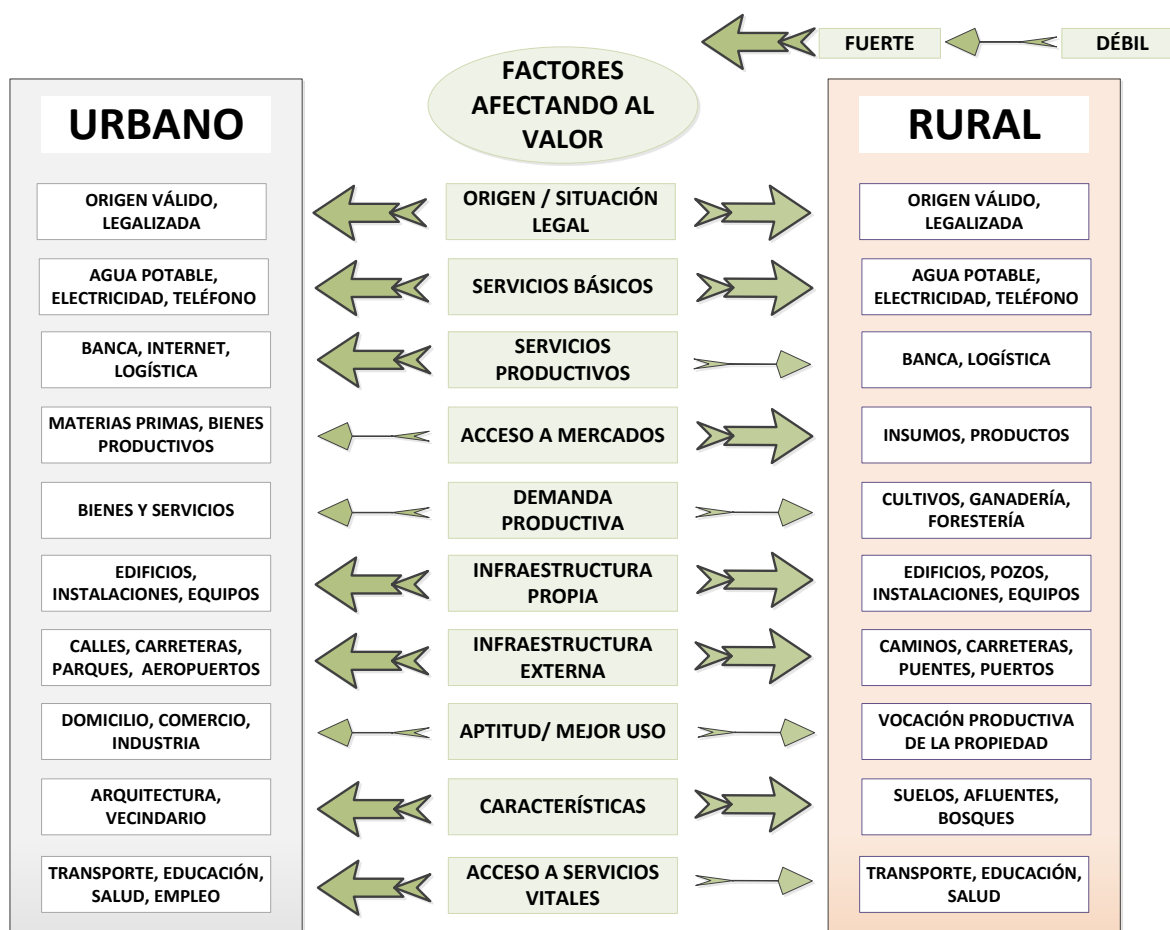 FUERTE
DÉBIL
FACTORES
AFECTANDO AL
VALOR
URBANO
RURAL
ORIGEN VÁLIDO,
LEGALIZADA
ORIGEN / SITUACIÓN
LEGAL
ORIGEN VÁLIDO,
LEGALIZADA
AGUA POTABLE,
ELECTRICIDAD, TELÉFONO
SERVICIOS BÁSICOS
AGUA POTABLE,
ELECTRICIDAD, TELÉFONO
BANCA, INTERNET,
LOGÍSTICA
SERVICIOS
PRODUCTIVOS
BANCA, LOGÍSTICA
MATERIAS PRIMAS, BIENES
PRODUCTIVOS
ACCESO A MERCADOS
INSUMOS, PRODUCTOS
BIENES Y SERVICIOS
DEMANDA
PRODUCTIVA
CULTIVOS, GANADERÍA,
FORESTERÍA
EDIFICIOS,
INSTALACIONES, EQUIPOS
INFRAESTRUCTURA
PROPIA
EDIFICIOS, POZOS,
INSTALACIONES, EQUIPOS
CALLES, CARRETERAS,
PARQUES, AEROPUERTOS
INFRAESTRUCTURA
EXTERNA
CAMINOS, CARRETERAS,
PUENTES, PUERTOS
DOMICILIO, COMERCIO,
INDUSTRIA
APTITUD/ MEJOR USO
VOCACIÓN PRODUCTIVA
DE LA PROPIEDAD
ARQUITECTURA,
VECINDARIO
CARACTERÍSTÍCAS
SUELOS, AFLUENTES,
BOSQUES
TRANSPORTE, EDUCACIÓN,
SALUD, EMPLEO
ACCESO A SERVICIOS
VITALES
TRANSPORTE, EDUCACIÓN,
SALUD